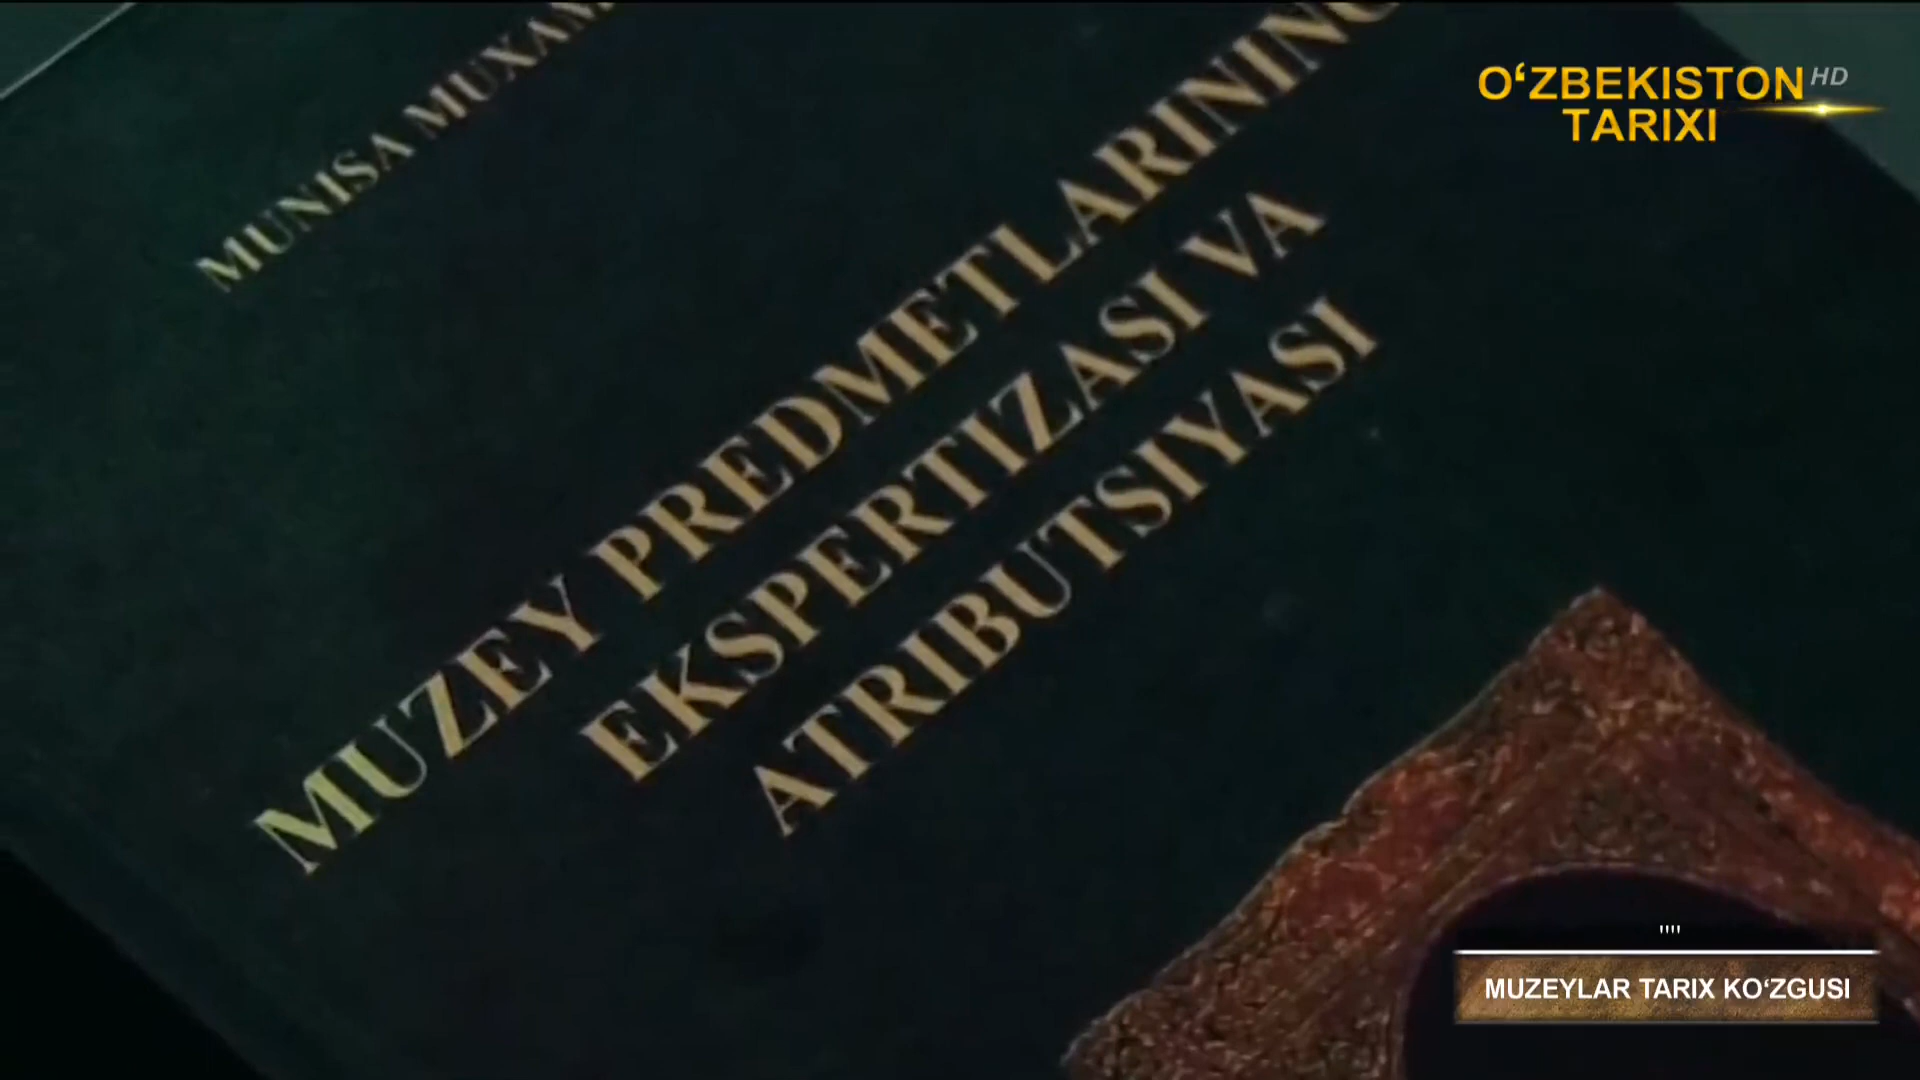 MUNISA
MUZEY PREDMETLARINING
EKSPERTIZASI VA
ATRIBUTSIYASI
O‘ZBEKISTON HD
TARIXI
""
MUZEYLAR TARIX KO‘ZGUSI